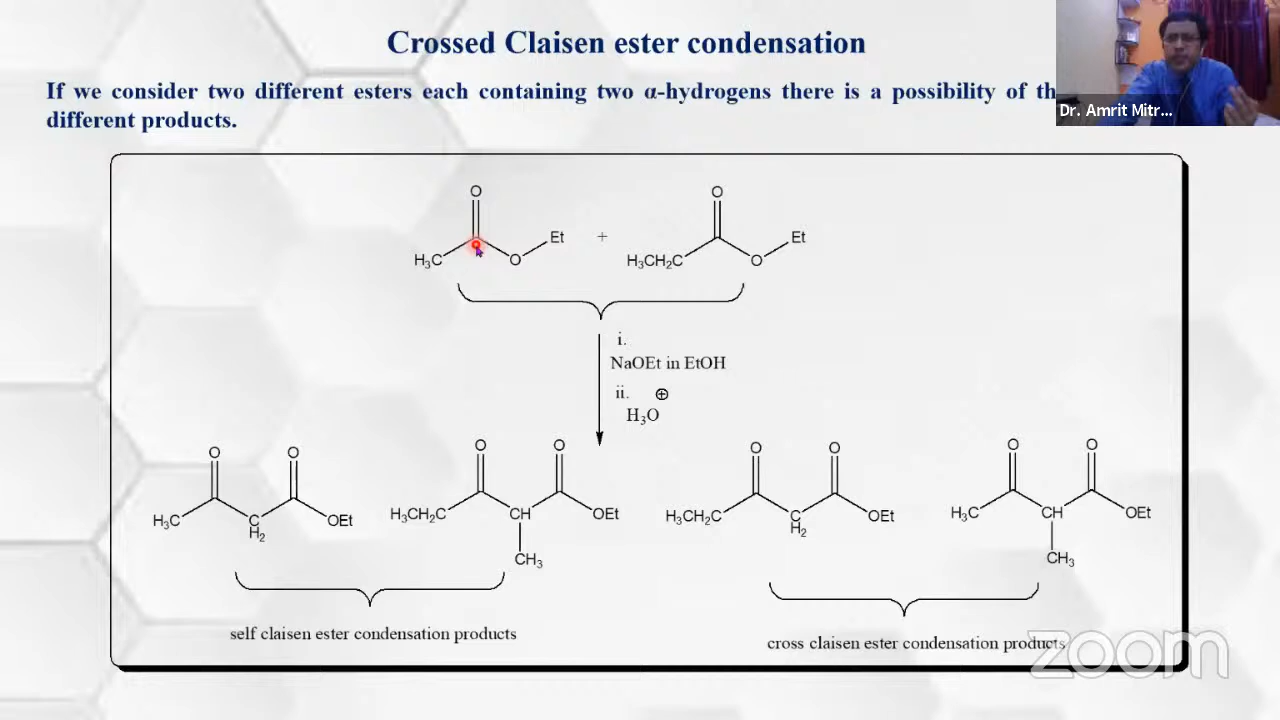 Crossed Claisen ester condensation
If we consider two different esters each containing two α-hydrogens there is a possibility of
different products.
Dr. Amrit Mitr...
O
H₃C
O
Et
+
O
H₃CH₂C
O
Et
i.
NaOEt in EtOH
ii. ⊕
H₃O
O
O
H₃C
C
H₂
OEt
O
O
H₃CH₂C
CH
OEt
CH₃
O
O
H₃CH₂C
C
H₂
OEt
O
O
H₃C
CH
OEt
CH₃
self claisen ester condensation products
cross claisen ester condensation products
zoom